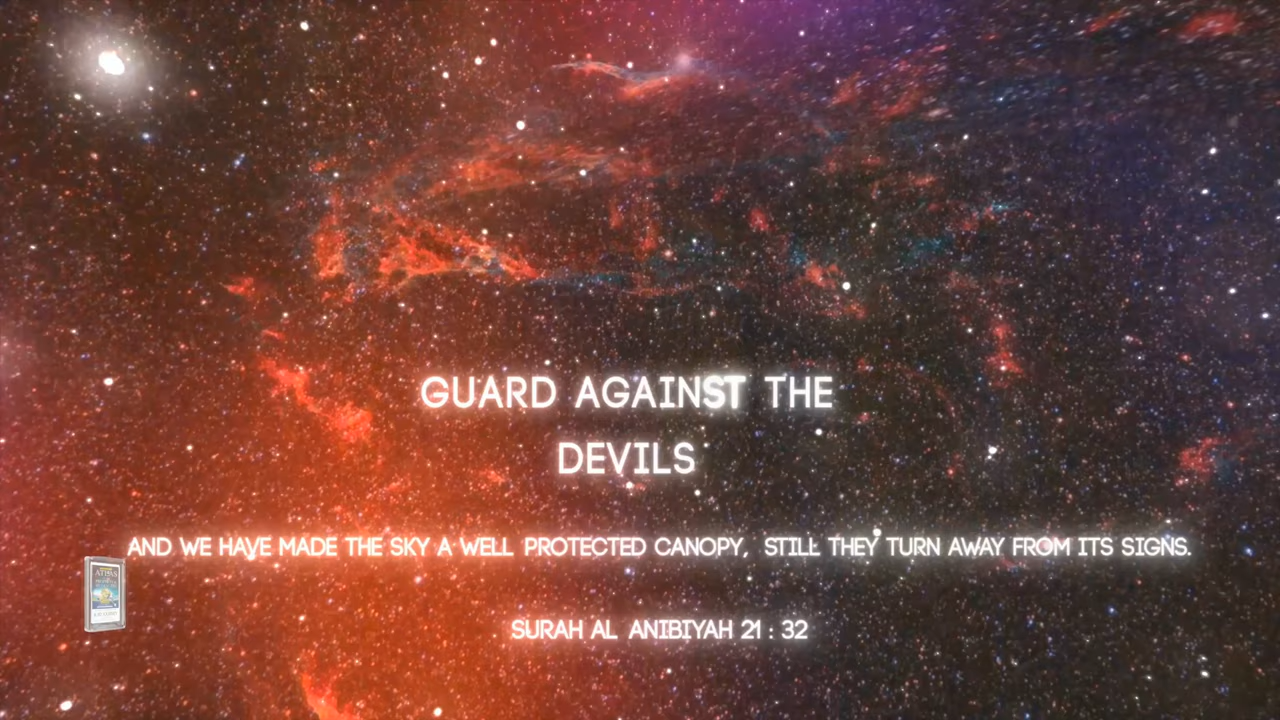 GUARD AGAINST THE
DEVILS
AND WE HAVE MADE THE SKY A WELL PROTECTED CANOPY, STILL THEY TURN AWAY FROM ITS SIGNS.
ATLAS
SURAH AL ANIBIYAH 21 : 32